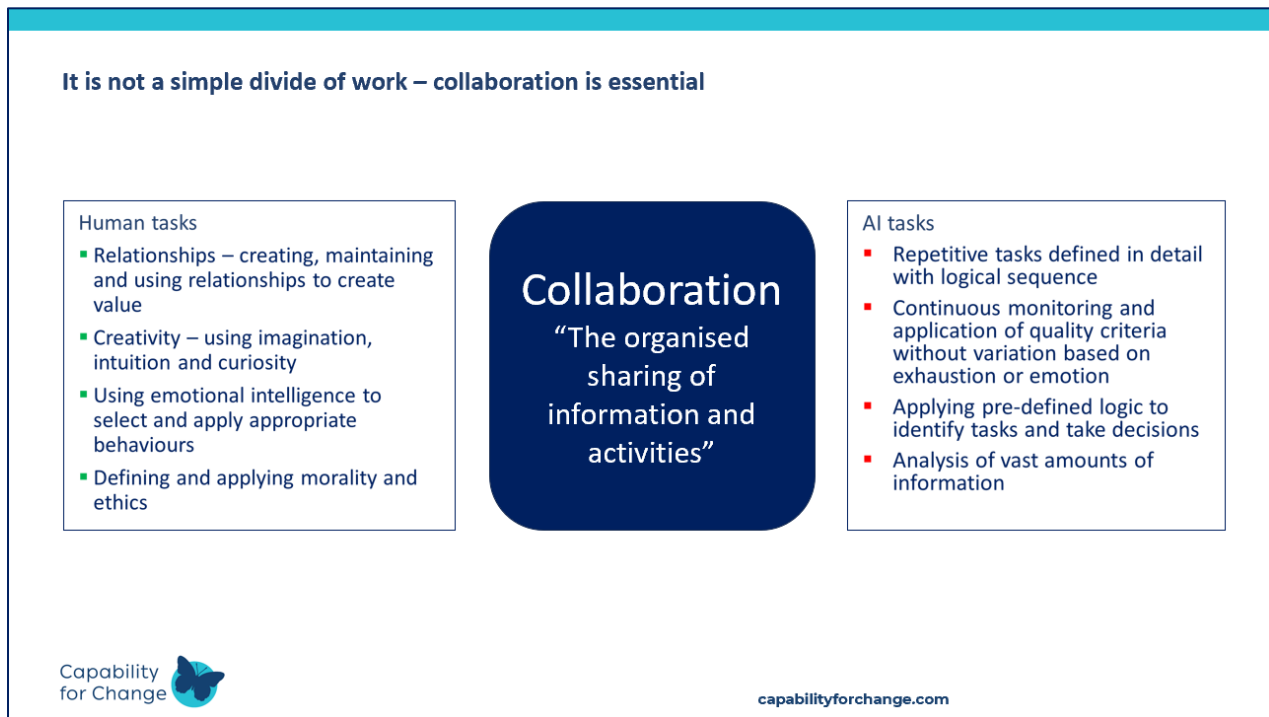 It is not a simple divide of work – collaboration is essential
Human tasks
▪ Relationships – creating, maintaining
and using relationships to create
value
▪ Creativity – using imagination,
intuition and curiosity
▪ Using emotional intelligence to
select and apply appropriate
behaviours
▪ Defining and applying morality and
ethics
Collaboration
“The organised
sharing of
information and
activities”
AI tasks
▪ Repetitive tasks defined in detail
with logical sequence
▪ Continuous monitoring and
application of quality criteria
without variation based on
exhaustion or emotion
▪ Applying pre-defined logic to
identify tasks and take decisions
▪ Analysis of vast amounts of
information
Capability
for Change
capabilityforchange.com